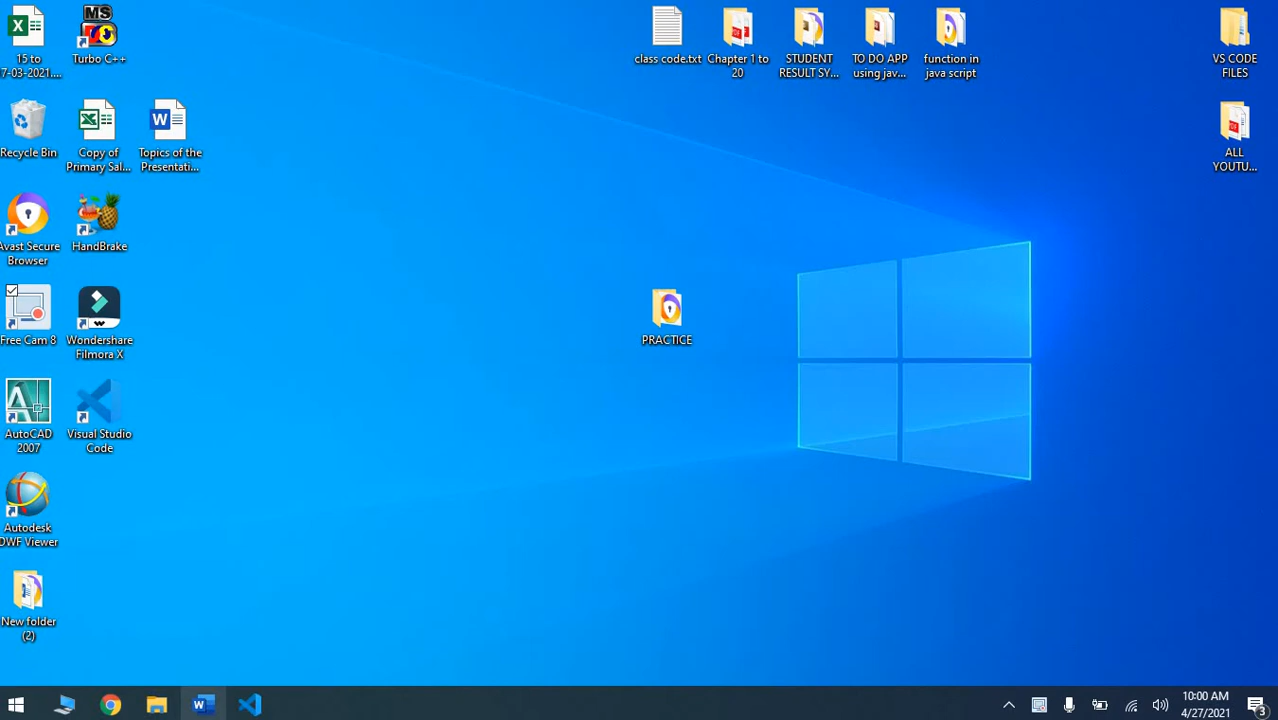 15 to
7-03-2021....
MS
Turbo C++
class code.txt
Chapter 1 to
20
STUDENT
RESULT SY...
TO DO APP
using jav...
function in
java script
VS CODE
FILES
Recycle Bin
Copy of
Primary Sal...
Topics of the
Presentati...
ALL
YOUTU...
Avast Secure
Browser
HandBrake
Free Cam 8
Wondershare
Filmora X
PRACTICE
AutoCAD
2007
Visual Studio
Code
Autodesk
DWF Viewer
New folder
(2)
10:00 AM
4/27/2021
3